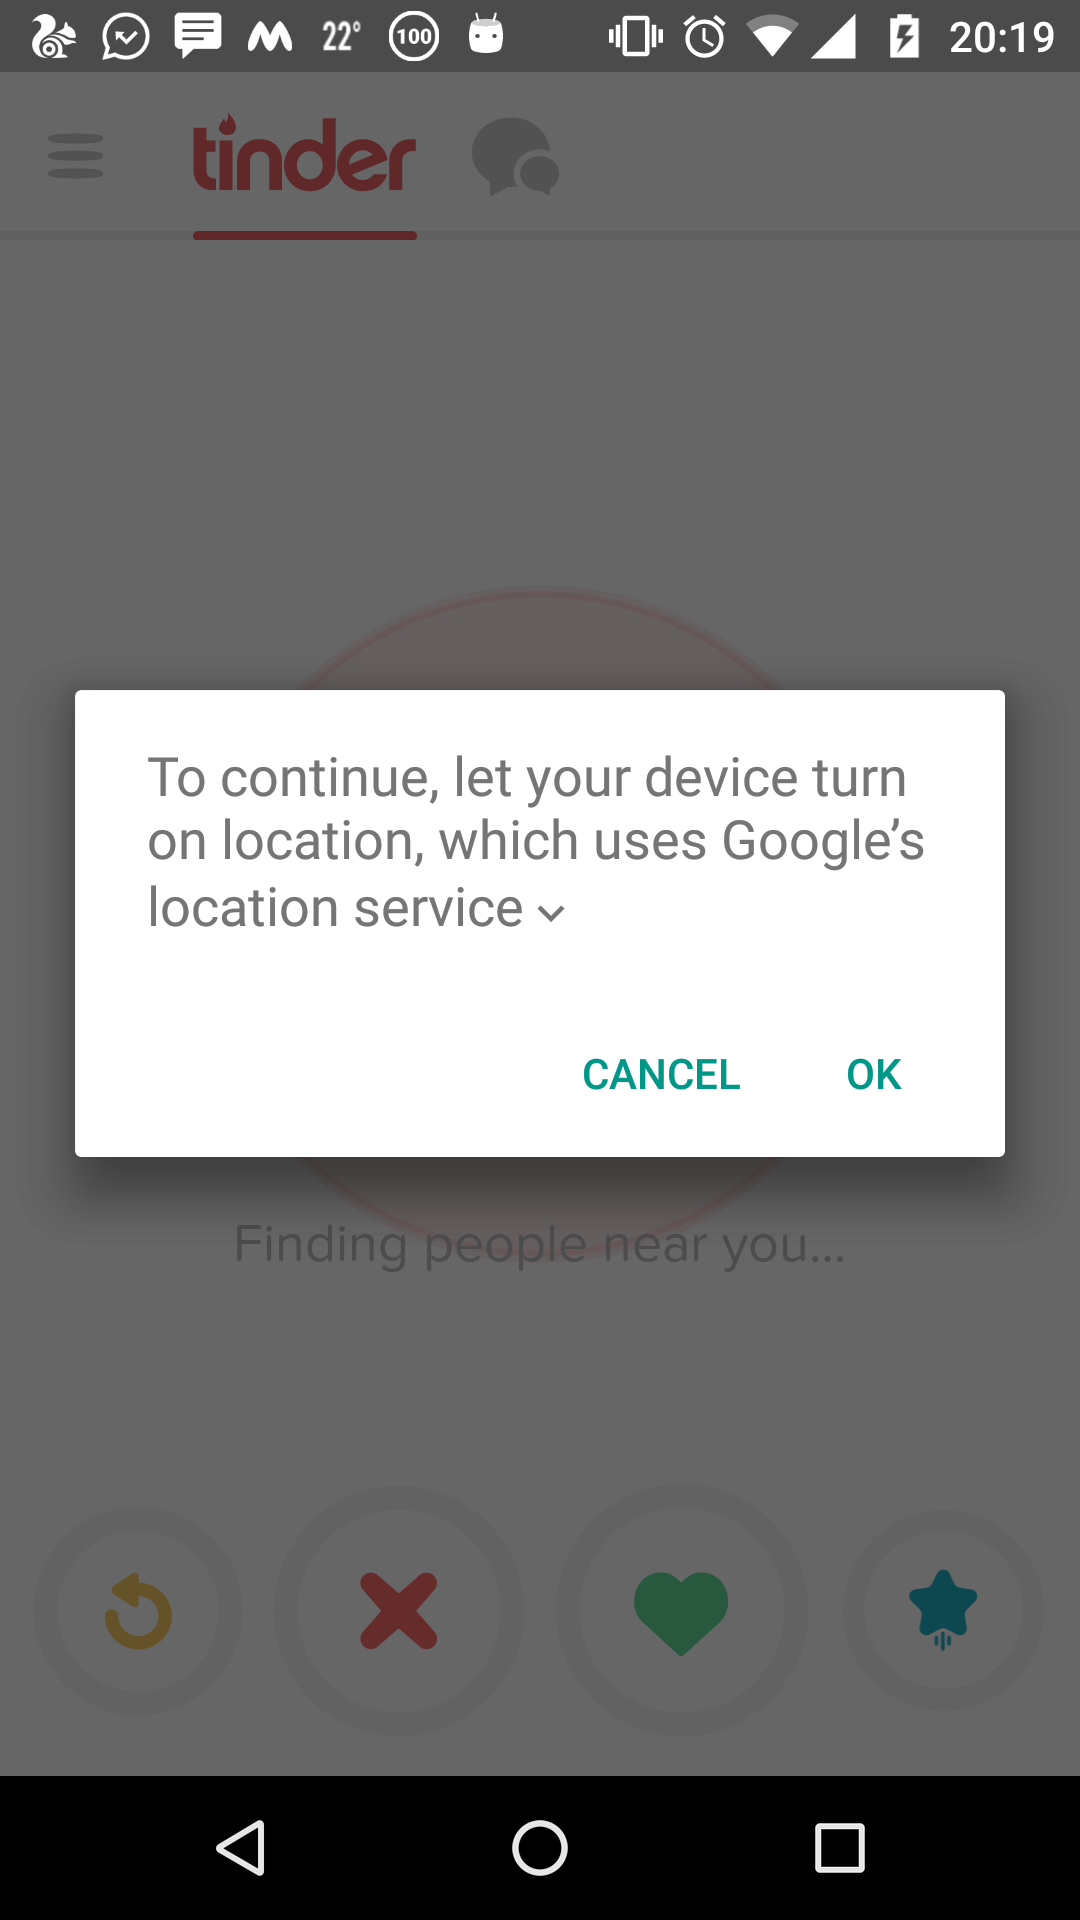 22° 100 20:19
tinder
To continue, let your device turn
on location, which uses Google’s
location service
CANCEL OK
Finding people near you...